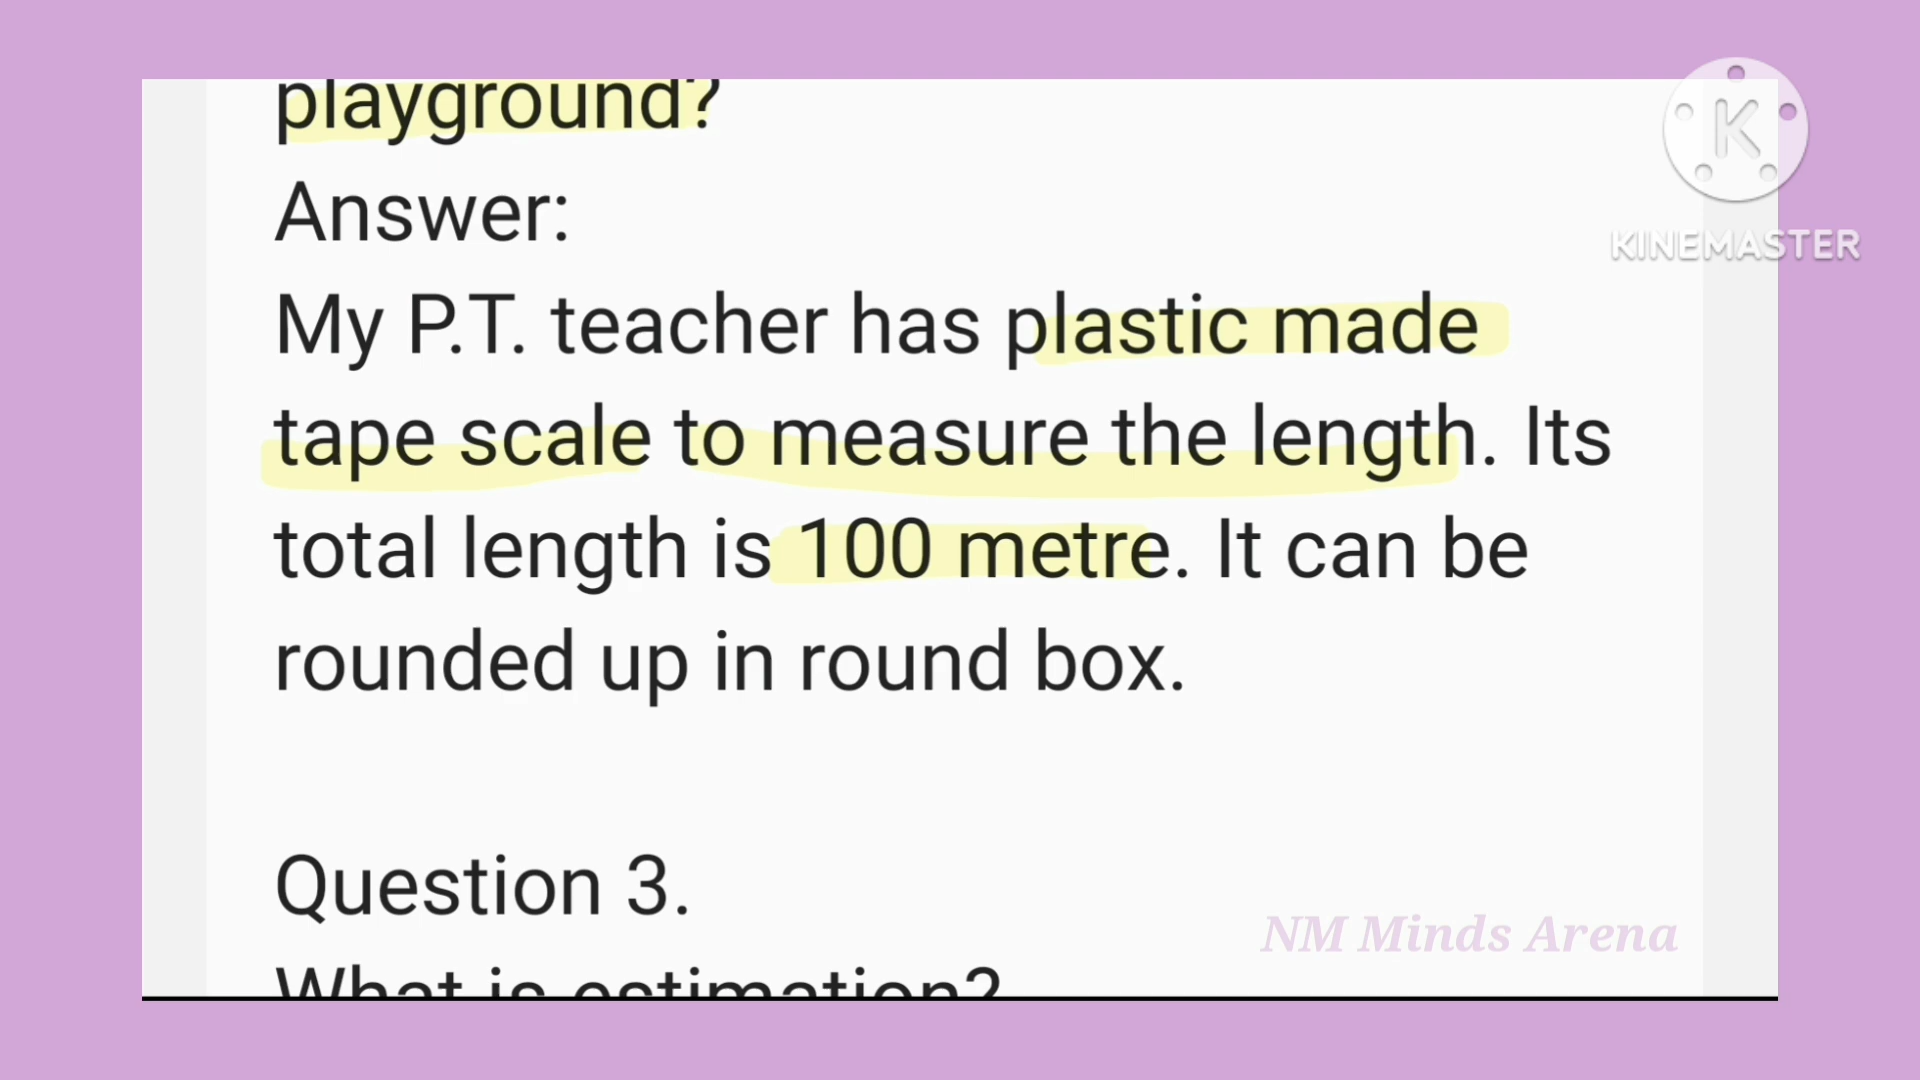 playground?
Answer:
My P.T. teacher has plastic made
tape scale to measure the length. Its
total length is 100 metre. It can be
rounded up in round box.
Question 3.
What is estimation?
K
KINEMASTER
NM Minds Arena